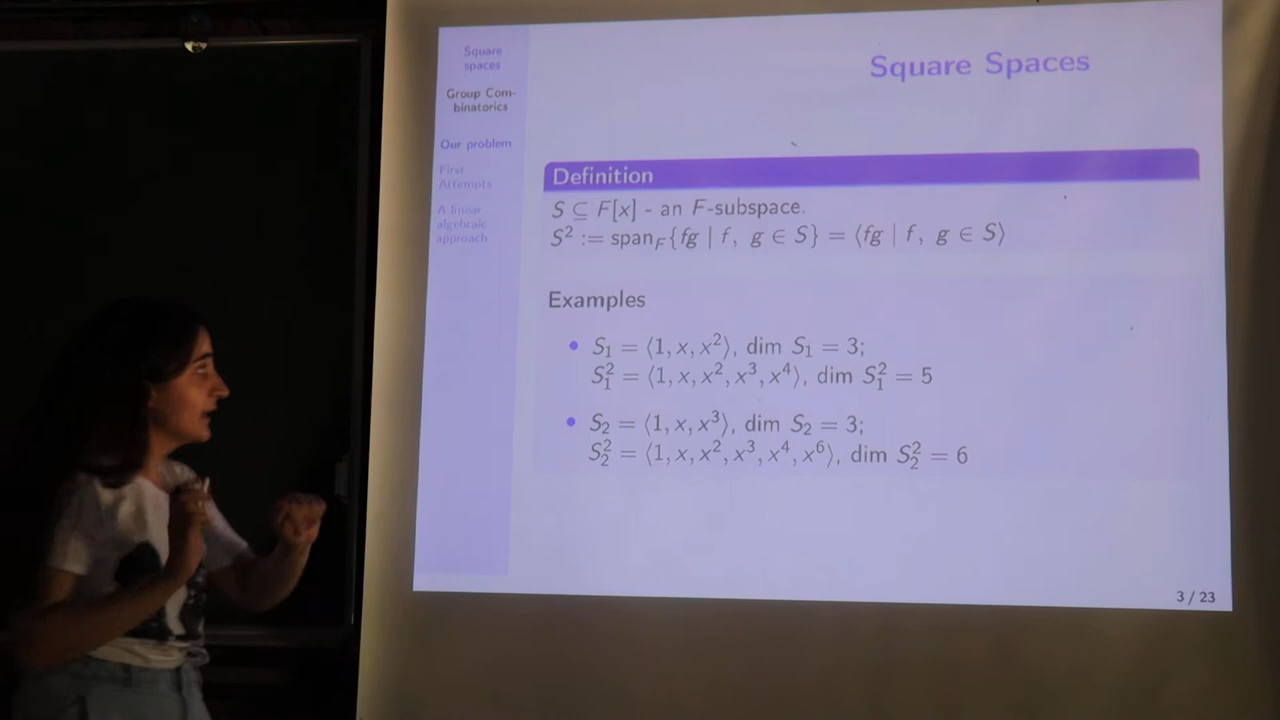 Square
spaces
Group Com-
binatorics
Our problem
First
Attempts
A linear
algebraic
approach
Square Spaces
Definition
S ⊆ F[x] - an F-subspace.
S² := span_F{fg | f, g ∈ S} = ⟨fg | f, g ∈ S⟩
Examples
• S₁ = ⟨1, x, x²⟩, dim S₁ = 3;
S₁² = ⟨1, x, x², x³, x⁴⟩, dim S₁² = 5
• S₂ = ⟨1, x, x³⟩, dim S₂ = 3;
S₂² = ⟨1, x, x², x³, x⁴, x⁶⟩, dim S₂² = 6
3 / 23